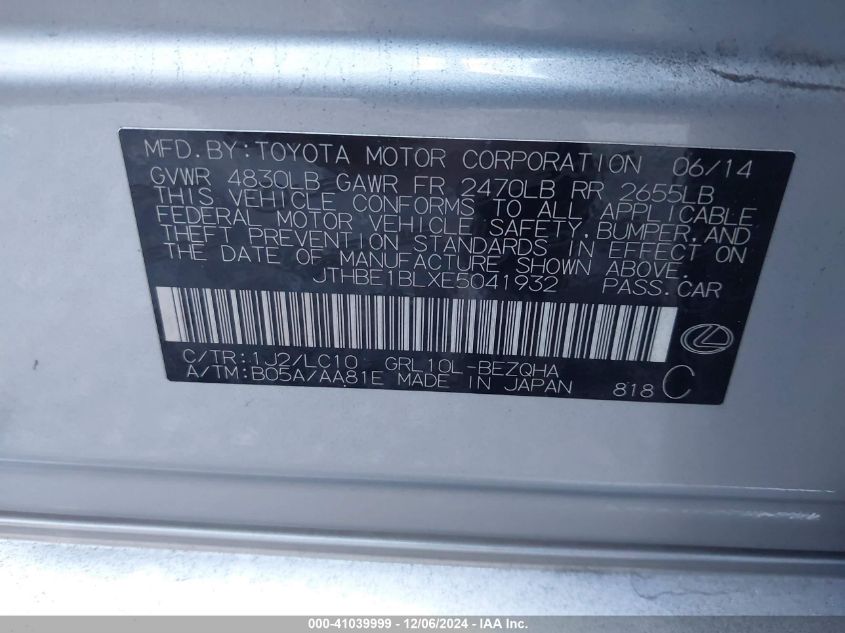 MFD.BY:TOYOTA MOTOR CORPORATION 06/14
GVWR 4830LB GAWR FR 2470LB RR 2655LB
THIS VEHICLE CONFORMS TO ALL APPLICABLE
FEDERAL MOTOR VEHICLE SAFETY,BUMPER,AND
THEFT PREVENTION STANDARDS IN EFFECT ON
THE DATE OF MANUFACTURE SHOWN ABOVE.
JTHBE1BLXE5041932 PASS.CAR
C/TR:1J2/LC10 GRL10L-BEZQHA
A/TM:B05A/AA81E MADE IN JAPAN 818 C
000-41039999 - 12/06/2024 - IAA Inc.